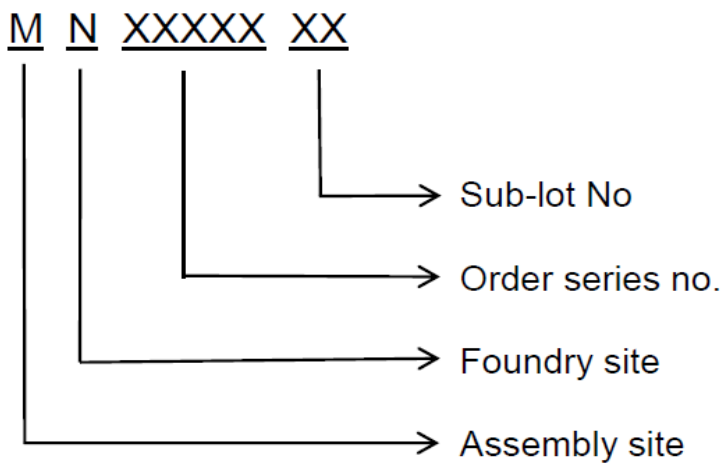 M N XXXXX XX
Sub-lot No
Order series no.
Foundry site
Assembly site